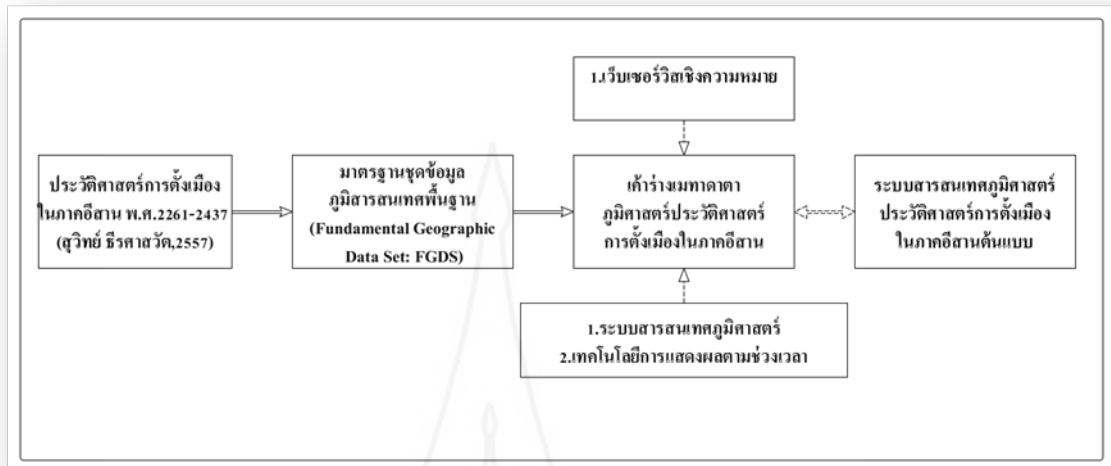 1.เว็บเซอร์วิสเชิงความหมาย
ประวัติศาสตร์การตั้งเมือง
ในภาคอีสาน พ.ศ.2261-2437
(สุวิทย์ ธีรศาสวัต,2557)
มาตรฐานชุดข้อมูล
ภูมิสารสนเทศพื้นฐาน
(Fundamental Geographic
Data Set: FGDS)
เค้าร่างเมทาดาตา
ภูมิศาสตร์ประวัติศาสตร์
การตั้งเมืองในภาคอีสาน
ระบบสารสนเทศภูมิศาสตร์
ประวัติศาสตร์การตั้งเมือง
ในภาคอีสานต้นแบบ
1.ระบบสารสนเทศภูมิศาสตร์
2.เทคโนโลยีการแสดงผลตามช่วงเวลา